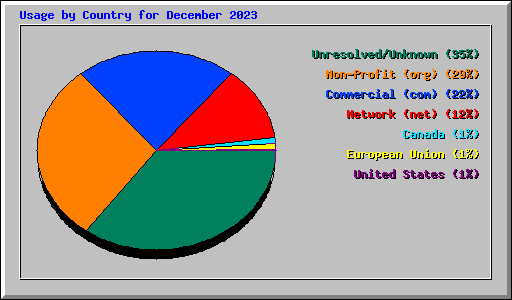 Usage by Country for December 2023
Unresolved/Unknown (35%)
Non-Profit (org) (29%)
Commercial (com) (22%)
Network (net) (12%)
Canada (1%)
European Union (1%)
United States (1%)